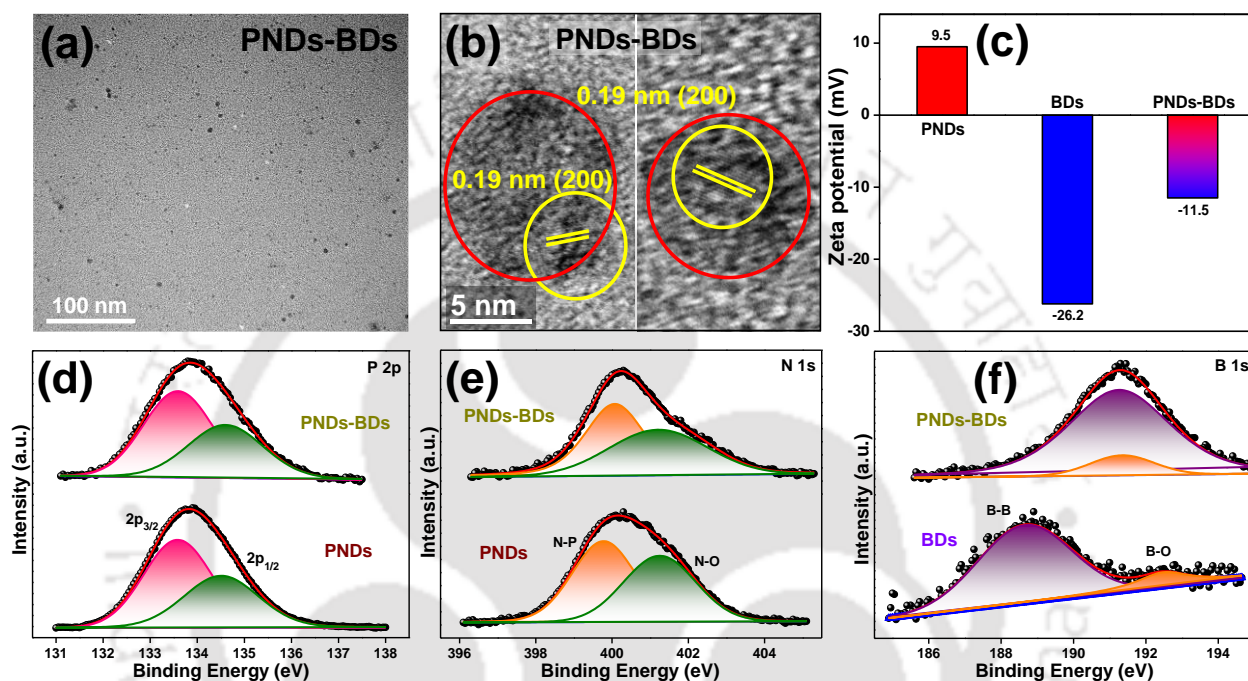 (a)
PNDs-BDs
100 nm
(b)
PNDs-BDs
0.19 nm (200)
0.19 nm (200)
5 nm
(c)
Zeta potential (mV)
10
0
-10
-20
-30
9.5
PNDs
BDs
-26.2
PNDs-BDs
-11.5
(d)
P 2p
PNDs-BDs
2p3/2
2p1/2
PNDs
Intensity (a.u.)
131 132 133 134 135 136 137 138
Binding Energy (eV)
(e)
N 1s
PNDs-BDs
N-P
N-O
PNDs
Intensity (a.u.)
396 398 400 402 404
Binding Energy (eV)
(f)
B 1s
PNDs-BDs
B-B
B-O
BDs
Intensity (a.u.)
186 188 190 192 194
Binding Energy (eV)